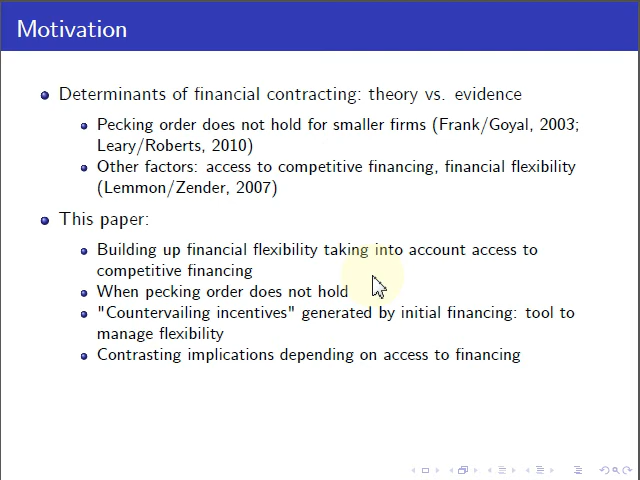 Motivation
Determinants of financial contracting: theory vs. evidence
Pecking order does not hold for smaller firms (Frank/Goyal, 2003;
Leary/Roberts, 2010)
Other factors: access to competitive financing, financial flexibility
(Lemmon/Zender, 2007)
This paper:
Building up financial flexibility taking into account access to
competitive financing
When pecking order does not hold
"Countervailing incentives" generated by initial financing: tool to
manage flexibility
Contrasting implications depending on access to financing